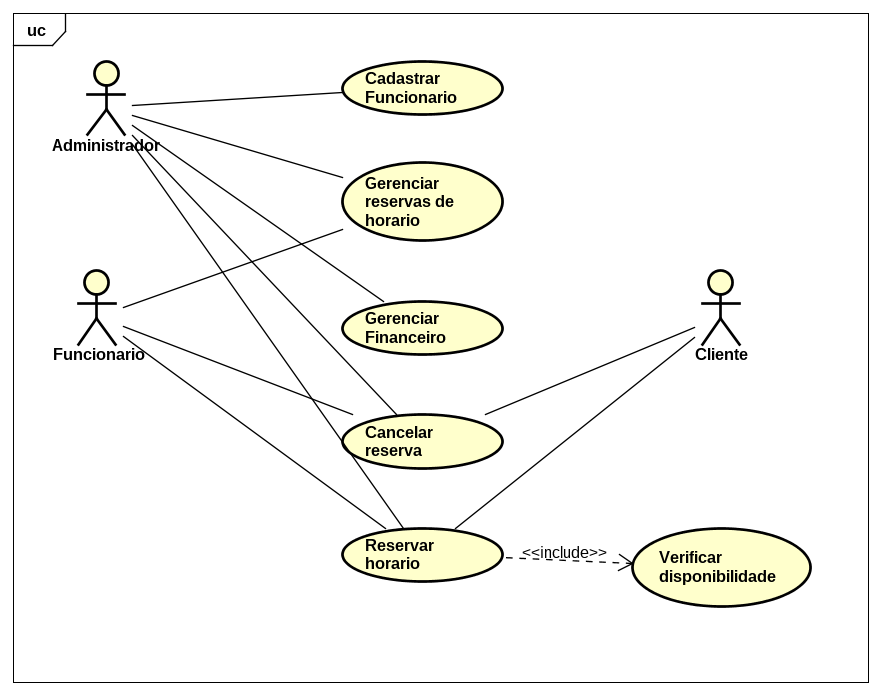 uc
Administrador
Cadastrar
Funcionario
Gerenciar
reservas de
horario
Funcionario
Gerenciar
Financeiro
Cliente
Cancelar
reserva
Reservar
horario
<<include>>
Verificar
disponibilidade